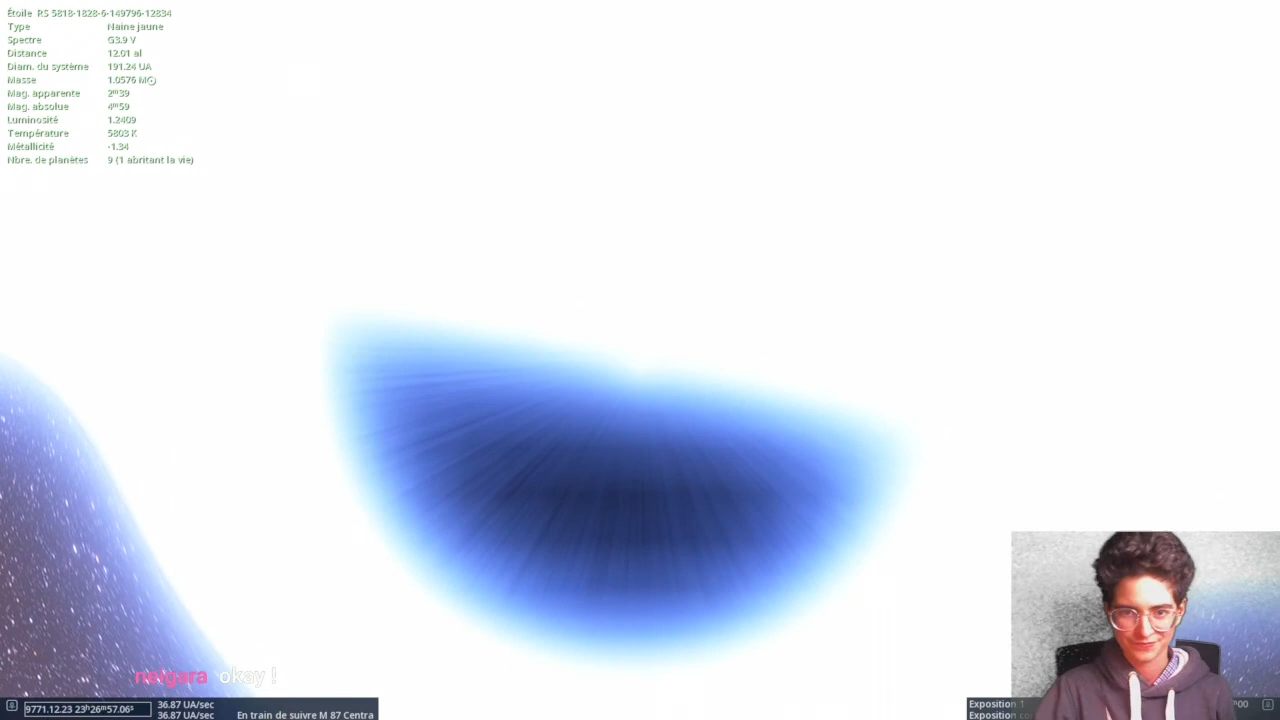 Étoile RS 5818-1828-6-149796-12834
Type Naine jaune
Spectre G3.9 V
Distance 12.01 al
Diam. du système 191.24 UA
Masse 1.0576 M☉
Mag. apparente 2ᵐ39
Mag. absolue 4ᵐ59
Luminosité 1.2409
Température 5803 K
Métallicité -1.34
Nbre. de planètes 9 (1 abritant la vie)
nelgara okay !
9771.12.23 23ʰ26ᵐ57.06ˢ
36.87 UA/sec
36.87 UA/sec En train de suivre M 87 Centra
Exposition 1
Exposition